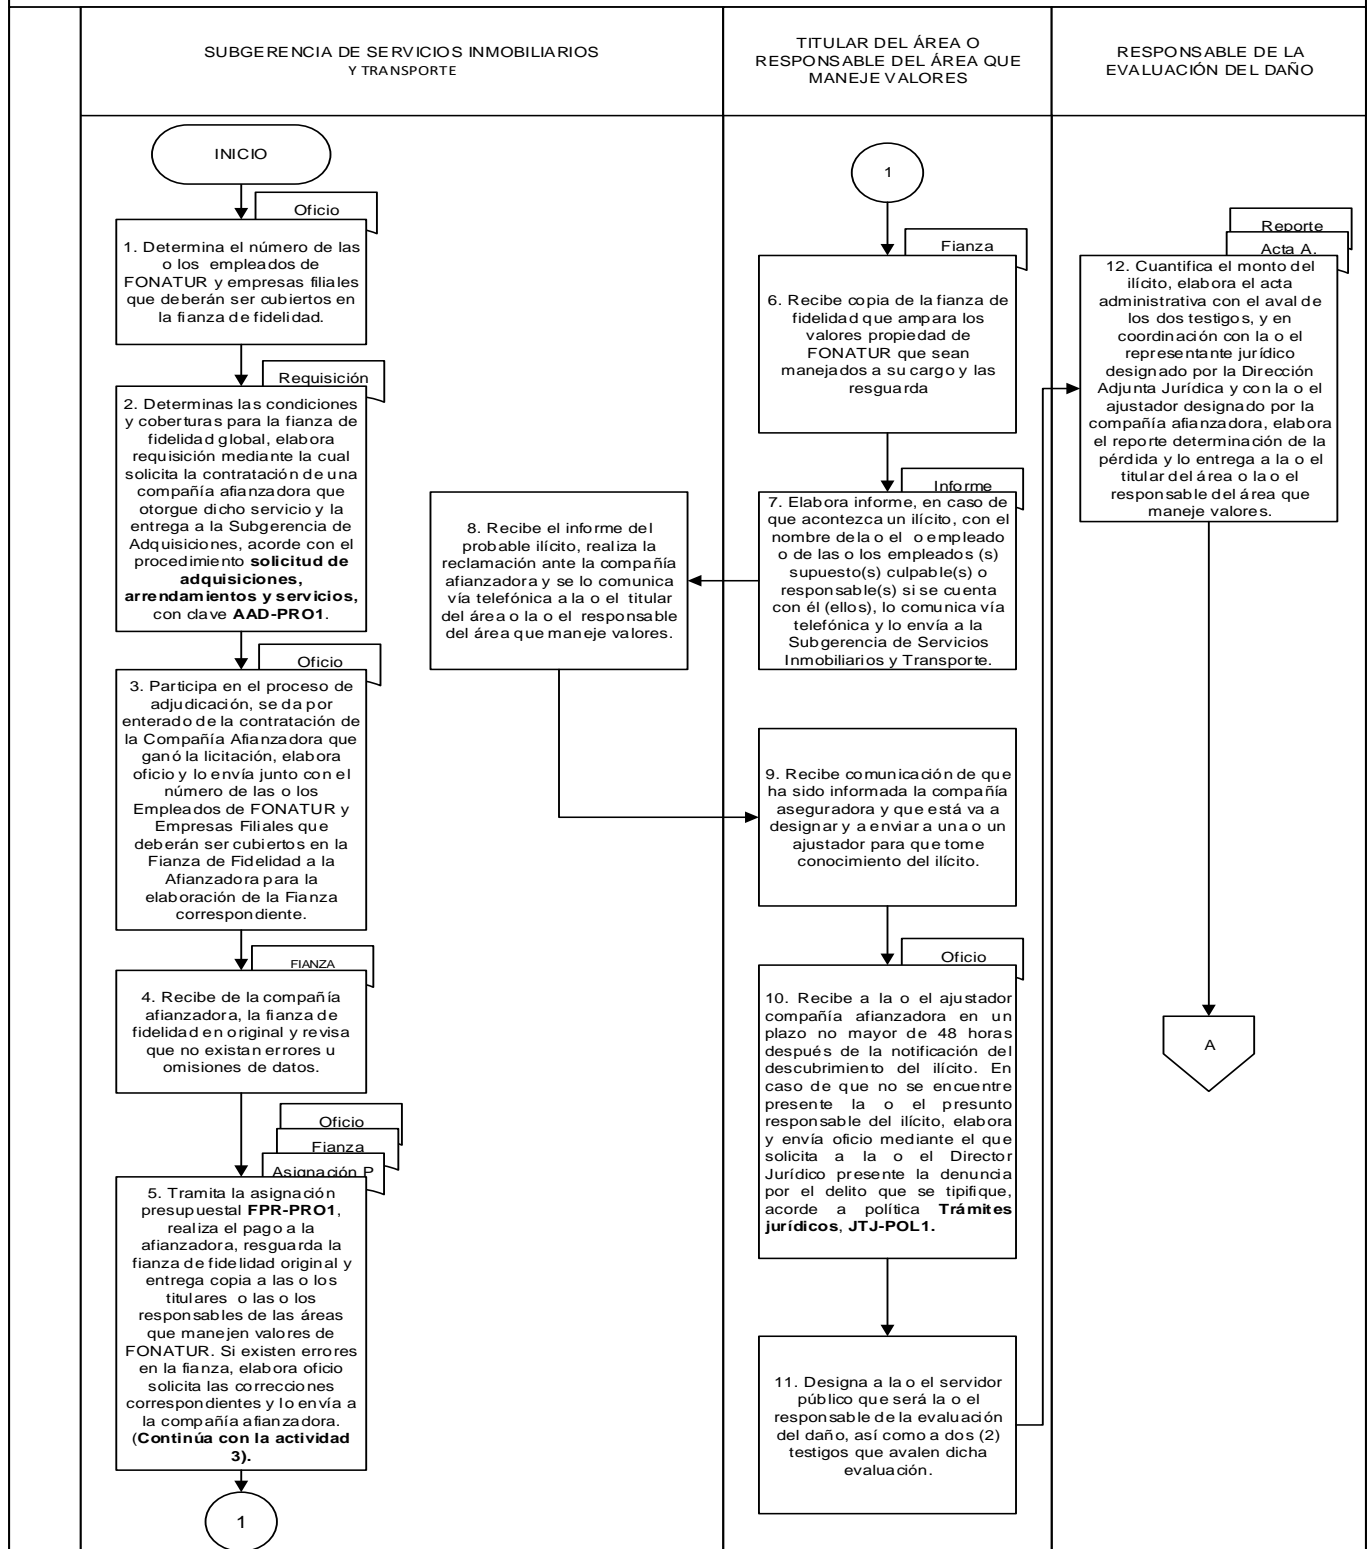 SUBGERENCIA DE SERVICIOS INMOBILIARIOS
Y TRANSPORTE
TITULAR DEL ÁREA O
RESPONSABLE DEL ÁREA QUE
MANEJE VALORES
RESPONSABLE DE LA
EVALUACIÓN DEL DAÑO
INICIO
Oficio
1. Determina el número de las
o los empleados de
FONATUR y empresas filiales
que deberán ser cubiertos en
la fianza de fidelidad.
Requisición
2. Determinas las condiciones
y coberturas para la fianza de
fidelidad global, elabora
requisición mediante la cual
solicita la contratación de una
compañía afianzadora que
otorgue dicho servicio y la
entrega a la Subgerencia de
Adquisiciones, acorde con el
procedimiento solicitud de
adquisiciones,
arrendamientos y servicios,
con clave AAD-PRO1.
Oficio
3. Participa en el proceso de
adjudicación, se da por
enterado de la contratación de
la Compañía Afianzadora que
ganó la licitación, elabora
oficio y lo envía junto con el
número de las o los
Empleados de FONATUR y
Empresas Filiales que
deberán ser cubiertos en la
Fianza de Fidelidad a la
Afianzadora para la
elaboración de la Fianza
correspondiente.
FIANZA
4. Recibe de la compañía
afianzadora, la fianza de
fidelidad en original y revisa
que no existan errores u
omisiones de datos.
Oficio
Fianza
Asignación P
5. Tramita la asignación
presupuestal FPR-PRO1,
realiza el pago a la
afianzadora, resguarda la
fianza de fidelidad original y
entrega copia a las o los
titulares o las o los
responsables de las áreas
que manejen valores de
FONATUR. Si existen errores
en la fianza, elabora oficio
solicita las correcciones
correspondientes y lo envía a
la compañía afianzadora.
(Continúa con la actividad
3).
1
1
Fianza
6. Recibe copia de la fianza de
fidelidad que ampara los
valores propiedad de
FONATUR que sean
manejados a su cargo y las
resguarda
Informe
7. Elabora informe, en caso de
que acontezca un ilícito, con el
nombre de la o el o empleado
o de las o los empleados (s)
supuesto(s) culpable(s) o
responsable(s) si se cuenta
con él (ellos), lo comunica vía
telefónica y lo envía a la
Subgerencia de Servicios
Inmobiliarios y Transporte.
8. Recibe el informe del
probable ilícito, realiza la
reclamación ante la compañía
afianzadora y se lo comunica
vía telefónica a la o el titular
del área o la o el responsable
del área que maneje valores.
9. Recibe comunicación de que
ha sido informada la compañía
aseguradora y que está va a
designar y a enviar a una o un
ajustador para que tome
conocimiento del ilícito.
Oficio
10. Recibe a la o el ajustador
compañía afianzadora en un
plazo no mayor de 48 horas
después de la notificación del
descubrimiento del ilícito. En
caso de que no se encuentre
presente la o el presunto
responsable del ilícito, elabora
y envía oficio mediante el que
solicita a la o el Director
Jurídico presente la denuncia
por el delito que se tipifique,
acorde a política Trámites
jurídicos, JTJ-POL1.
11. Designa a la o el servidor
público que será la o el
responsable de la evaluación
del daño, así como a dos (2)
testigos que avalen dicha
evaluación.
Reporte
Acta A.
12. Cuantifica el monto del
ilícito, elabora el acta
administrativa con el aval de
los dos testigos, y en
coordinación con la o el
representante jurídico
designado por la Dirección
Adjunta Jurídica y con la o el
ajustador designado por la
compañía afianzadora, elabora
el reporte determinación de la
pérdida y lo entrega a la o el
titular del área o la o el
responsable del área que
maneje valores.
A